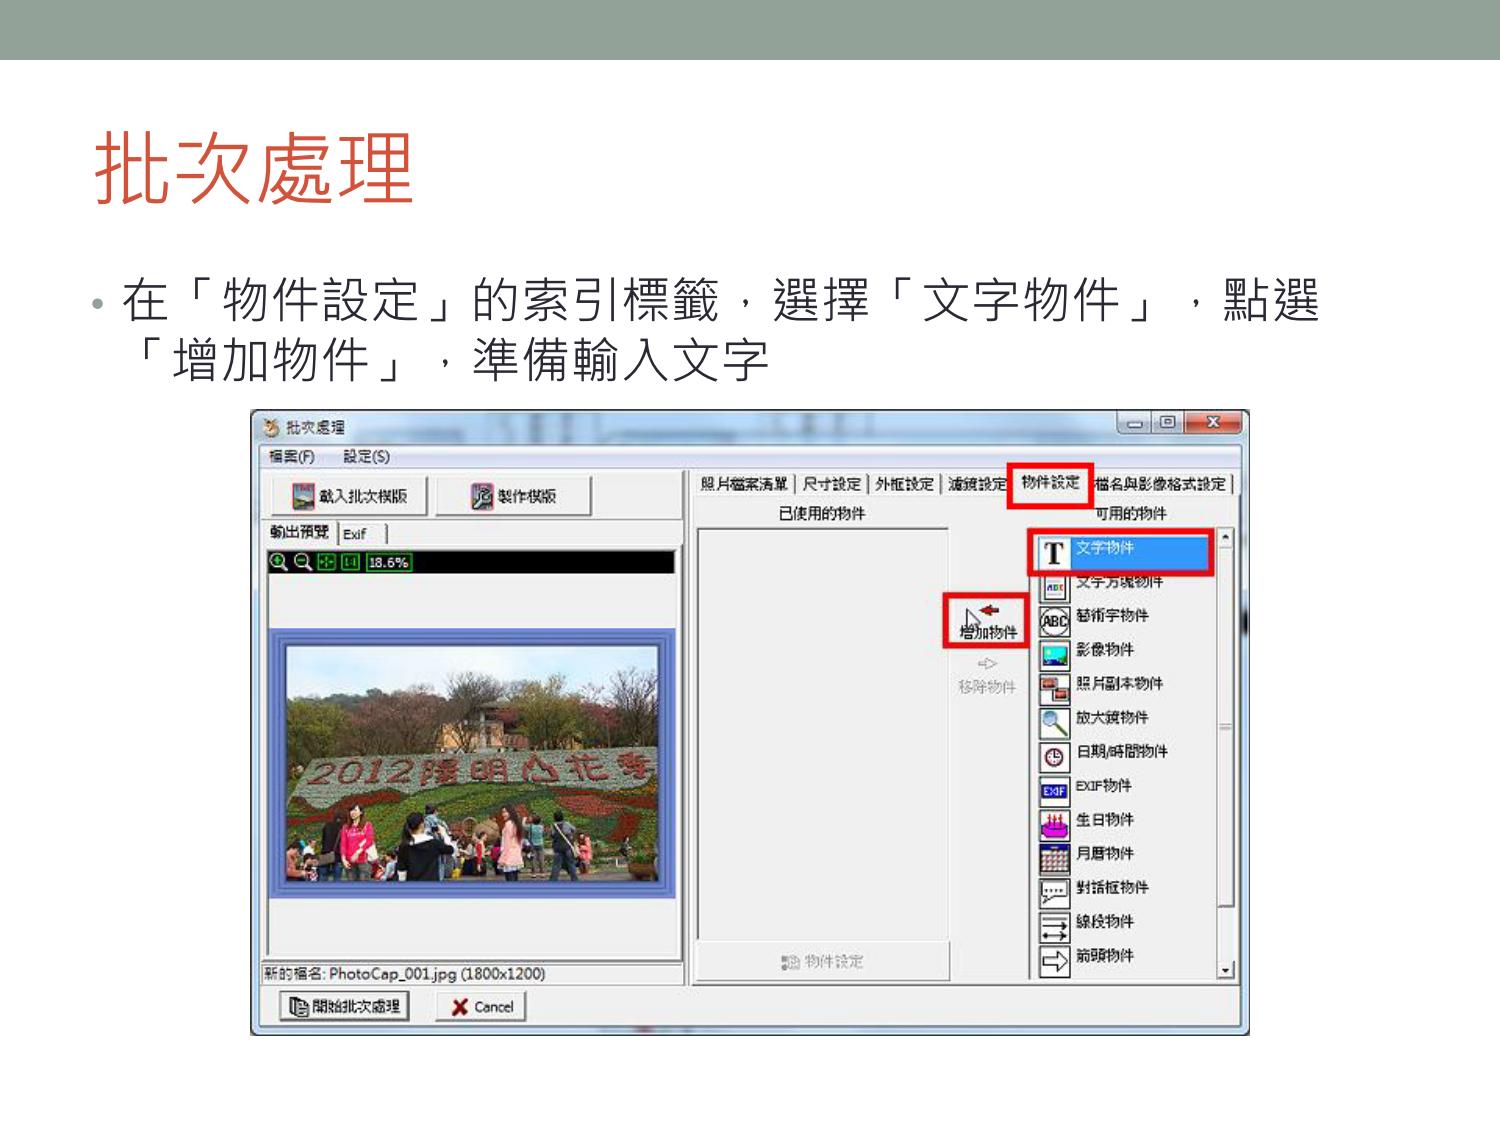 批次處理
• 在「物件設定」的索引標籤，選擇「文字物件」，點選
「增加物件」，準備輸入文字
批次處理
檔案(F) 設定(S)
載入批次模版 製作模版
照片檔案清單 尺寸設定 外框設定 濾鏡設定 物件設定 檔名與影像格式設定
已使用的物件 可用的物件
輸出預覽 Exif
18.6%
文字物件
文字方塊物件
增加物件
藝術字物件
影像物件
移除物件
照片副本物件
放大鏡物件
日期/時間物件
EXIF物件
生日物件
月曆物件
對話框物件
線段物件
箭頭物件
2012陽明山花季
物件設定
新的檔名: PhotoCap_001.jpg (1800x1200)
開始批次處理 Cancel